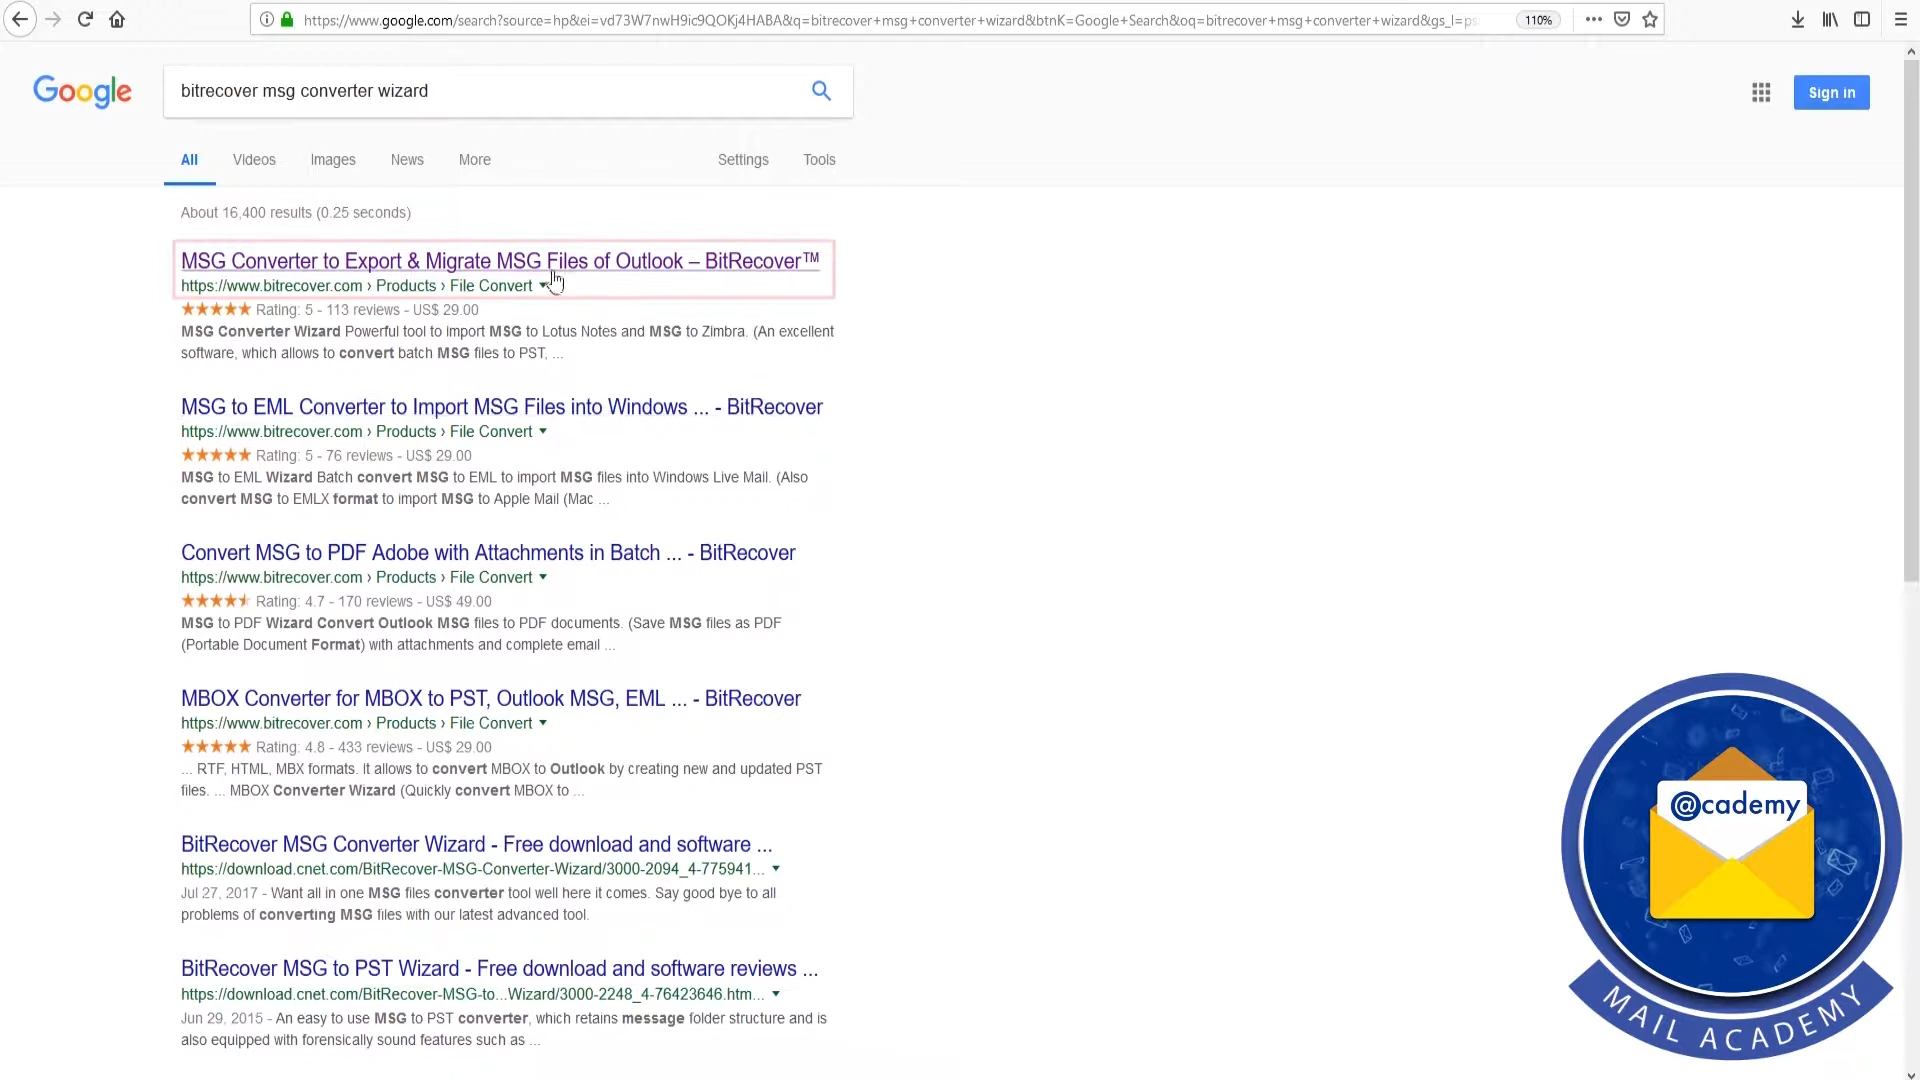 https://www.google.com/search?source=hp&ei=vd73W7nwH9ic9QOKj4HABA&q=bitrecover+msg+converter+wizard&btnK=Google+Search&oq=bitrecover+msg+converter+wizard&gs_l=ps
110%
Google
bitrecover msg converter wizard
Sign in
All Videos Images News More Settings Tools
About 16,400 results (0.25 seconds)
MSG Converter to Export & Migrate MSG Files of Outlook – BitRecover™
https://www.bitrecover.com › Products › File Convert
Rating: 5 - 113 reviews - US$ 29.00
MSG Converter Wizard Powerful tool to import MSG to Lotus Notes and MSG to Zimbra. (An excellent
software, which allows to convert batch MSG files to PST, ...
MSG to EML Converter to Import MSG Files into Windows ... - BitRecover
https://www.bitrecover.com › Products › File Convert
Rating: 5 - 76 reviews - US$ 29.00
MSG to EML Wizard Batch convert MSG to EML to import MSG files into Windows Live Mail. (Also
convert MSG to EMLX format to import MSG to Apple Mail (Mac ...
Convert MSG to PDF Adobe with Attachments in Batch ... - BitRecover
https://www.bitrecover.com › Products › File Convert
Rating: 4.7 - 170 reviews - US$ 49.00
MSG to PDF Wizard Convert Outlook MSG files to PDF documents. (Save MSG files as PDF
(Portable Document Format) with attachments and complete email ...
MBOX Converter for MBOX to PST, Outlook MSG, EML ... - BitRecover
https://www.bitrecover.com › Products › File Convert
Rating: 4.8 - 433 reviews - US$ 29.00
... RTF, HTML, MBX formats. It allows to convert MBOX to Outlook by creating new and updated PST
files. ... MBOX Converter Wizard (Quickly convert MBOX to ...
BitRecover MSG Converter Wizard - Free download and software ...
https://download.cnet.com/BitRecover-MSG-Converter-Wizard/3000-2094_4-775941...
Jul 27, 2017 - Want all in one MSG files converter tool well here it comes. Say good bye to all
problems of converting MSG files with our latest advanced tool.
BitRecover MSG to PST Wizard - Free download and software reviews ...
https://download.cnet.com/BitRecover-MSG-to...Wizard/3000-2248_4-76423646.htm...
Jun 29, 2015 - An easy to use MSG to PST converter, which retains message folder structure and is
also equipped with forensically sound features such as ...
@cademy
MAIL ACADEMY